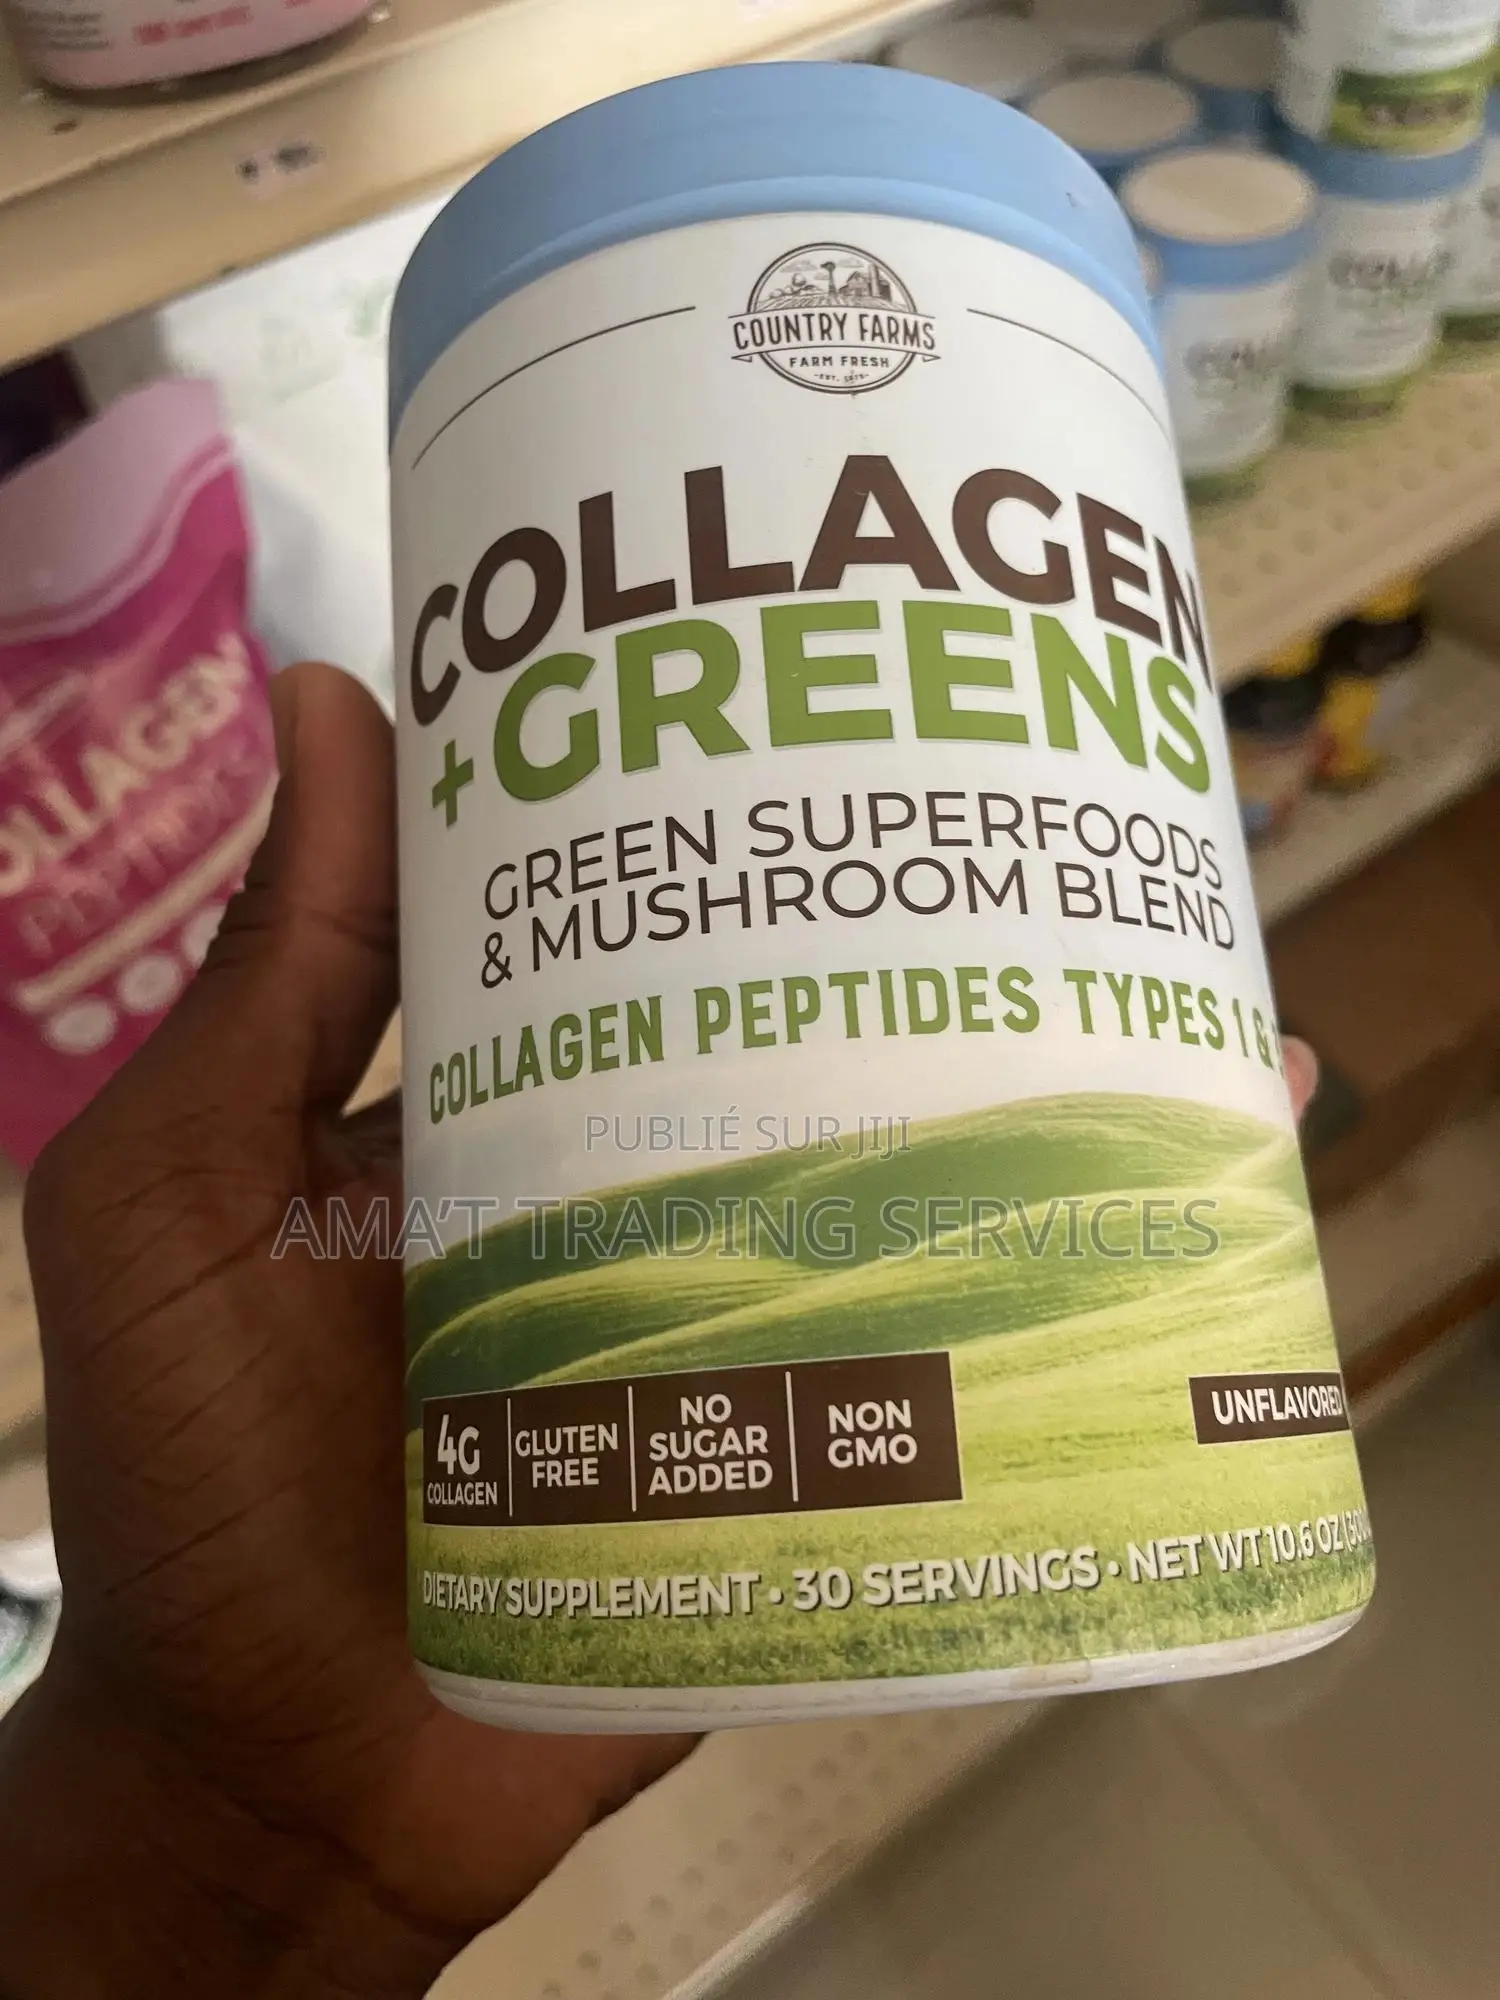 COUNTRY FARMS
FARM FRESH
COLLAGEN
+GREENS
GREEN SUPERFOODS
& MUSHROOM BLEND
COLLAGEN PEPTIDES TYPES 1 &
PUBLIÉ SUR JIJI
AMA'T TRADING SERVICES
4G
COLLAGEN
GLUTEN
FREE
NO
SUGAR
ADDED
NON
GMO
UNFLAVORED
DIETARY SUPPLEMENT • 30 SERVINGS • NET WT 10.6 OZ
COLLAGEN